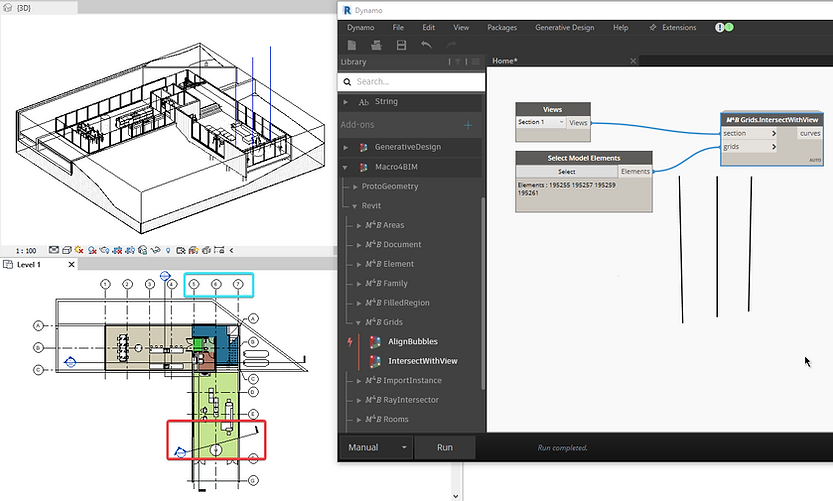 {3D}
1 : 100
Level 1
1
2
3
4
5
6
7
A
B
C
A
B
C
D
E
G
R Dynamo
Dynamo File Edit View Packages Generative Design Help Extensions
Library
Search...
Ab String
Add-ons
GenerativeDesign
Macro4BIM
ProtoGeometry
Revit
M4B Areas
M4B Document
M4B Element
M4B Family
M4B FilledRegion
M4B Grids
AlignBubbles
IntersectWithView
M4B ImportInstance
M4B RayIntersector
M4B Rooms
Manual
Run
Run completed.
Home*
Views
Section 1
Views
Select Model Elements
Select
Elements
Elements : 195255 195257 195259
195261
M4B Grids.IntersectWithView
section > curves
grids >
AUTO